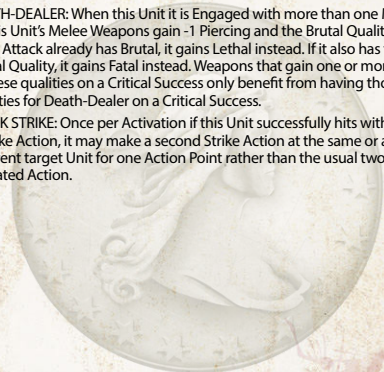 TH-DEALER: When this Unit it is Engaged with more than one
is Unit's Melee Weapons gain -1 Piercing and the Brutal Qualit
Attack already has Brutal, it gains Lethal instead. If it also has
al Quality, it gains Fatal instead. Weapons that gain one or mor
ese qualities on a Critical Success only benefit from having tho
ties for Death-Dealer on a Critical Success.
K STRIKE: Once per Activation if this Unit successfully hits with
ke Action, it may make a second Strike Action at the same or a
ent target Unit for one Action Point rather than the usual two
ated Action.